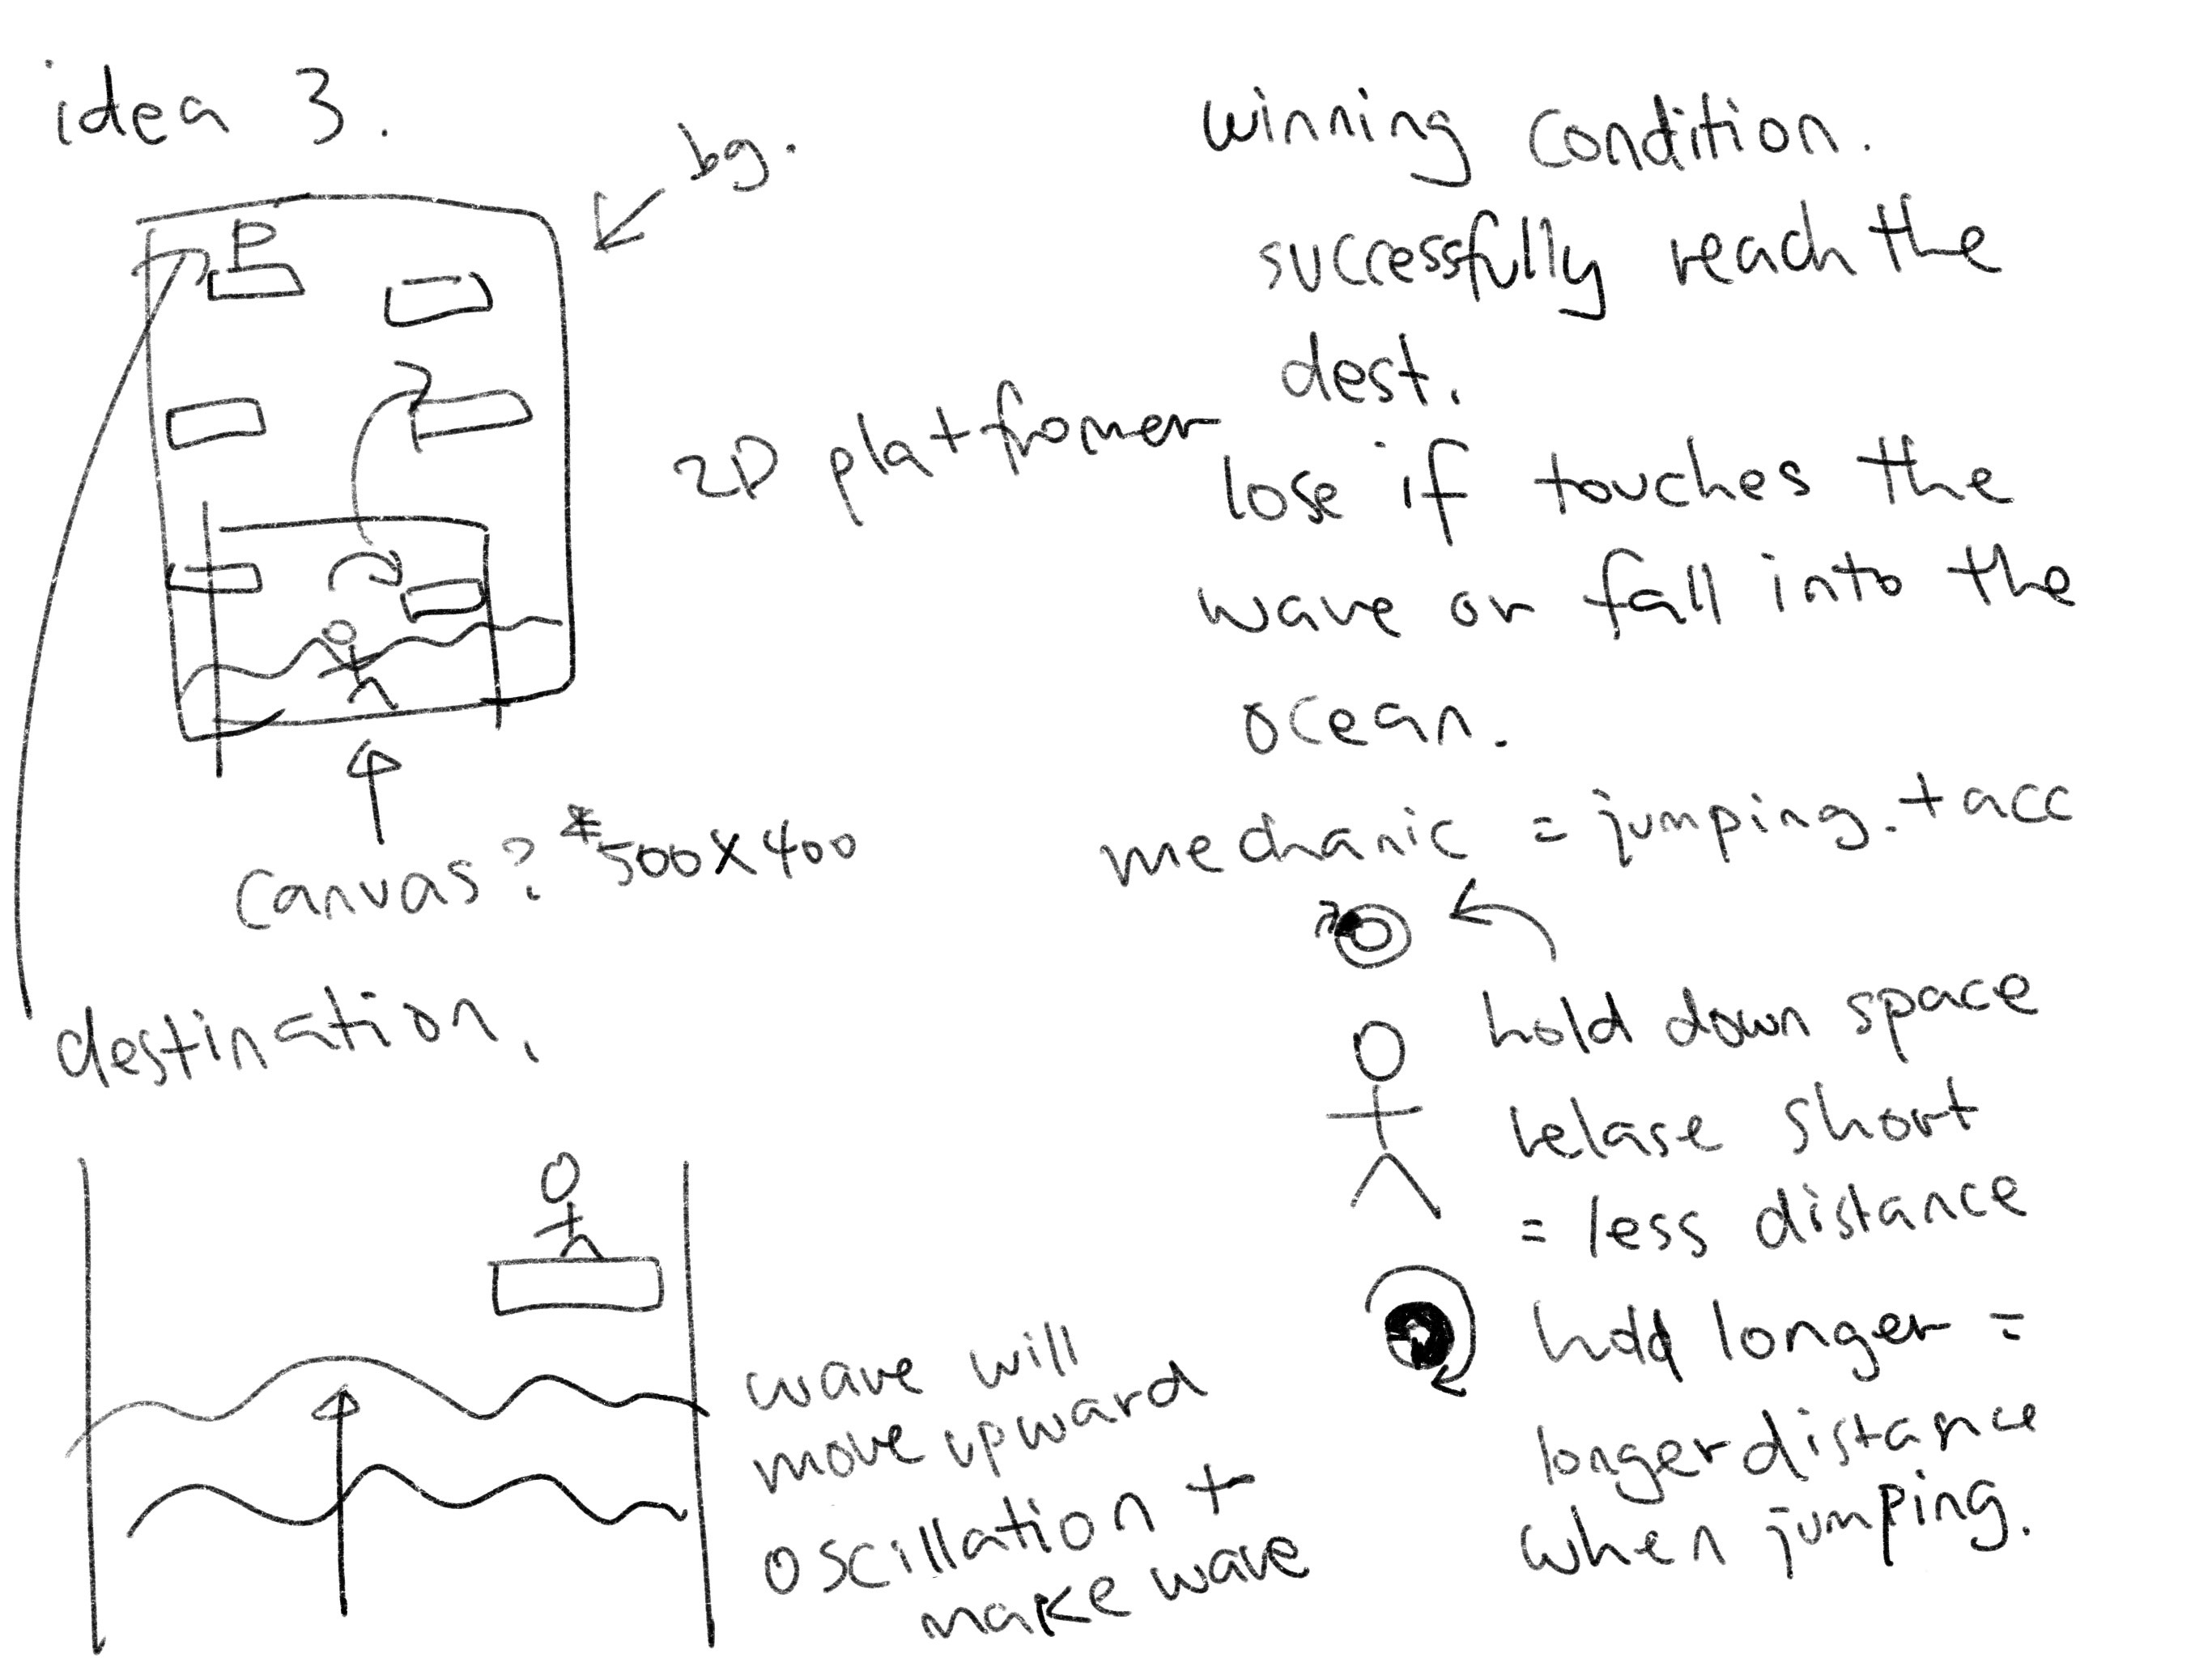 idea 3.
bg.
2D platfromer
canvas? *500x400
destination.
wave will
move upward
oscillation +
make wave
winning condition.
successfully reach the
dest.
lose if touches the
wave or fall into the
ocean.
mechanic = jumping. + acc
hold down space
relase short
= less distance
hold longer =
longer distance
when jumping.